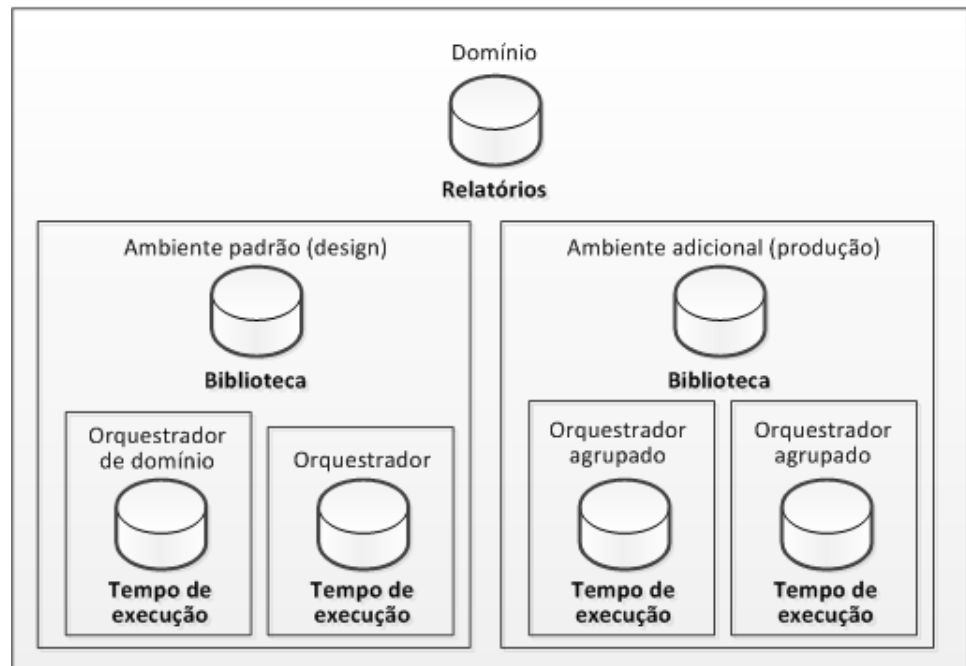 Domínio
Relatórios
Ambiente padrão (design)
Biblioteca
Orquestrador
de domínio
Tempo de
execução
Orquestrador
Tempo de
execução
Ambiente adicional (produção)
Biblioteca
Orquestrador
agrupado
Tempo de
execução
Orquestrador
agrupado
Tempo de
execução